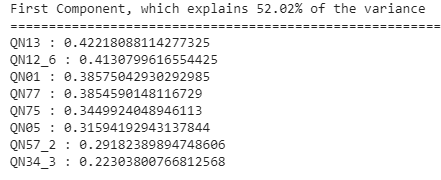 First Component, which explains 52.02% of the variance
======================================================
QN13 : 0.42218088114277325
QN12_6 : 0.4130799616554425
QN01 : 0.38575042930292985
QN77 : 0.3854590148116729
QN75 : 0.3449924048946113
QN05 : 0.31594192943137844
QN57_2 : 0.29182389894748606
QN34_3 : 0.22303800766812568